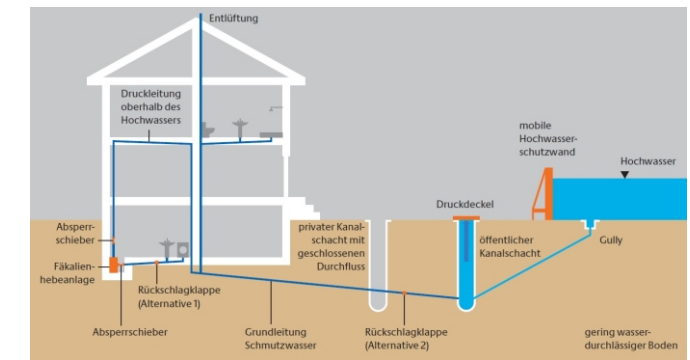 Entlüftung
Druckleitung
oberhalb des
Hochwassers
mobile
Hochwasser-
schutzwand
Hochwasser
Druckdeckel
Absperr-
schieber
privater Kanal-
schacht mit
geschlossenen
Durchfluss
öffentlicher
Kanalschacht
Gully
Fäkalien-
hebeanlage
Rückschlagklappe
(Alternative 1)
Absperrschieber
Grundleitung
Schmutzwasser
Rückschlagklappe
(Alternative 2)
gering wasser-
durchlässiger Boden